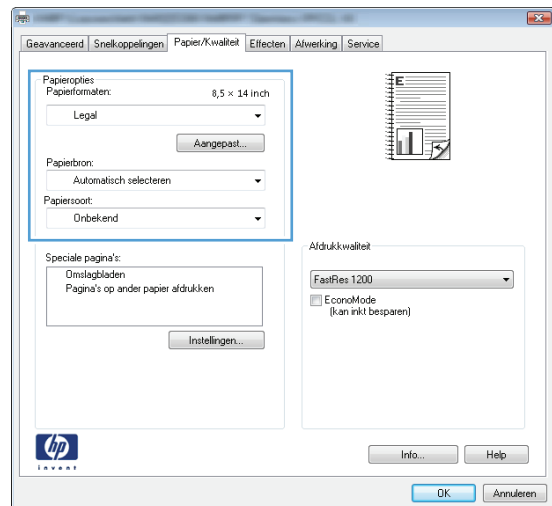 Geavanceerd Snelkoppelingen Papier/Kwaliteit Effecten Afwerking Service
Papieropties
Papierformaten: 8,5 × 14 inch
Legal
Aangepast...
Papierbron:
Automatisch selecteren
Papiersoort:
Onbekend
Speciale pagina's:
Omslagbladen
Pagina's op ander papier afdrukken
Instellingen...
E
Afdrukkwaliteit
FastRes 1200
EconoMode
(kan inkt besparen)
hp
invent
Info... Help
OK Annuleren